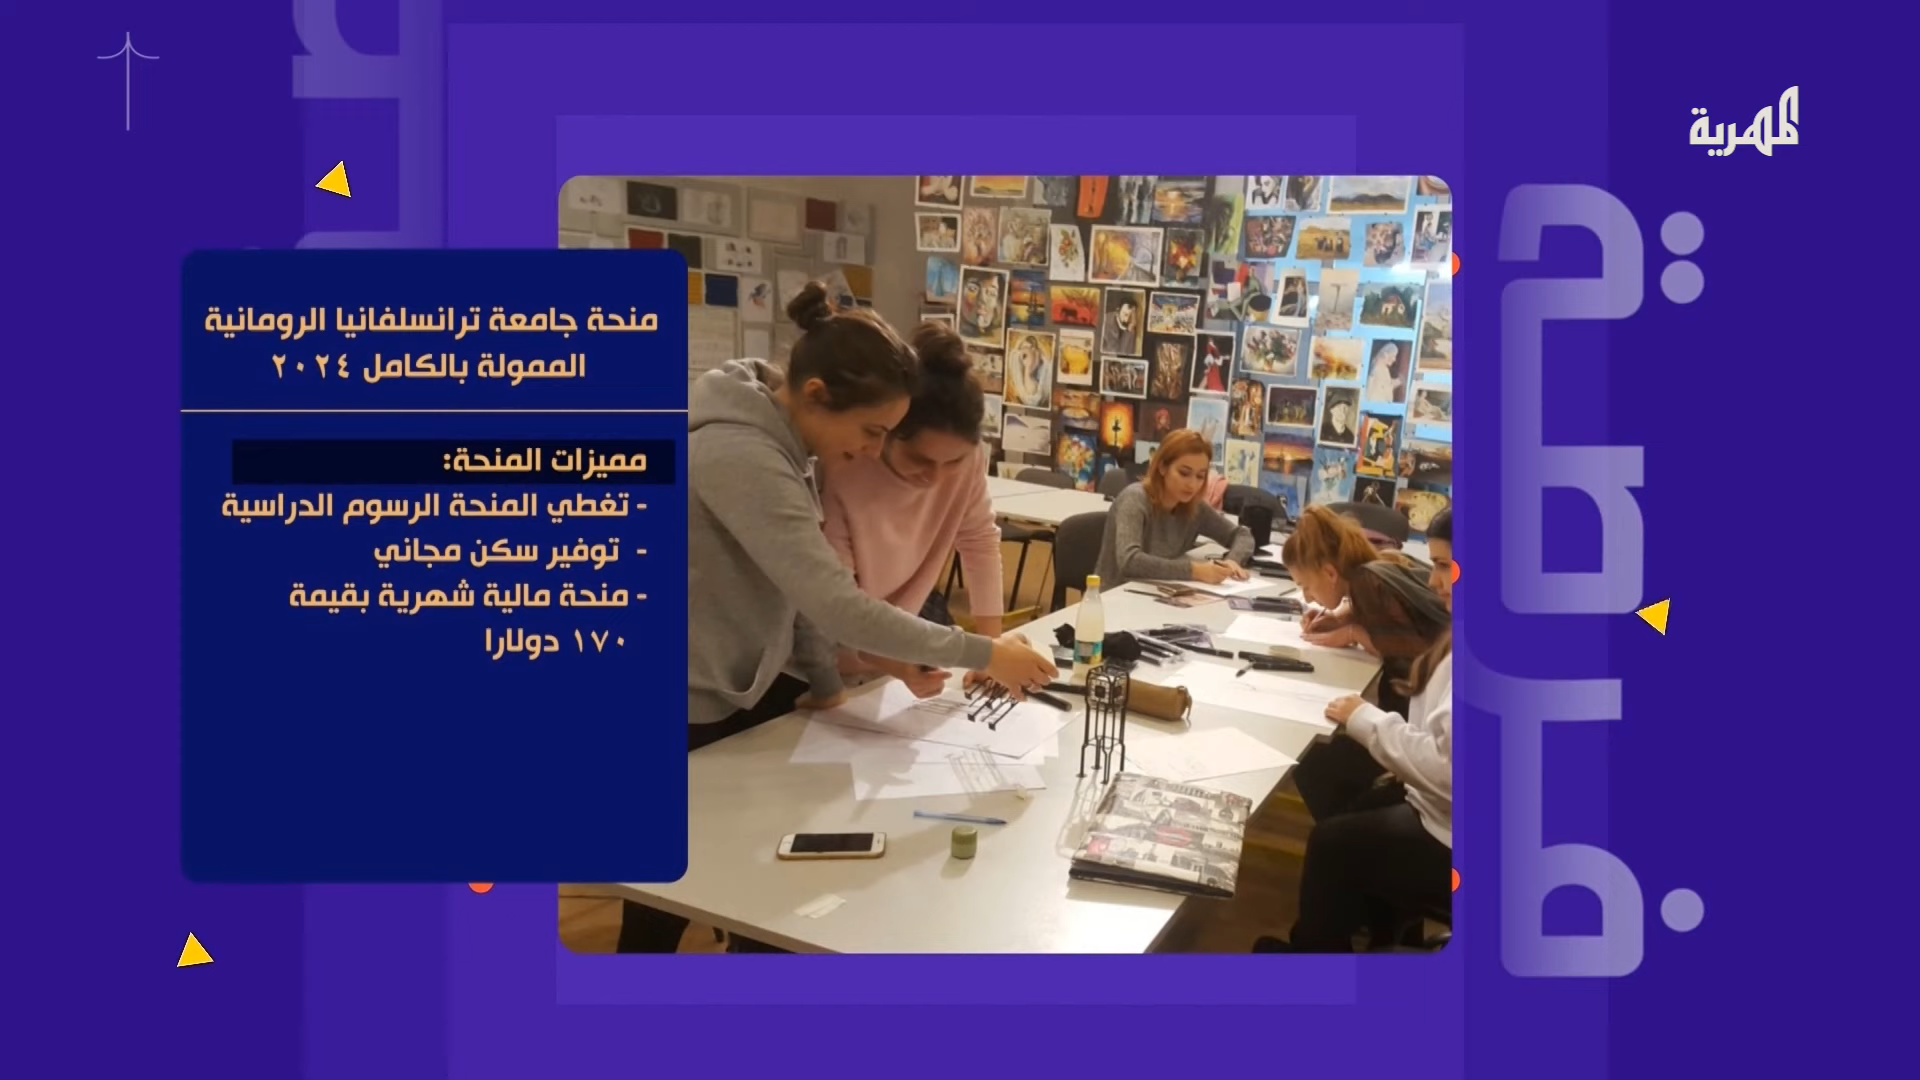 المهرية
منحة جامعة ترانسلفانيا الرومانية
الممولة بالكامل ٢٠٢٤
مميزات المنحة:
- تغطي المنحة الرسوم الدراسية
- توفير سكن مجاني
- منحة مالية شهرية بقيمة
١٧٠ دولارا
فرصة